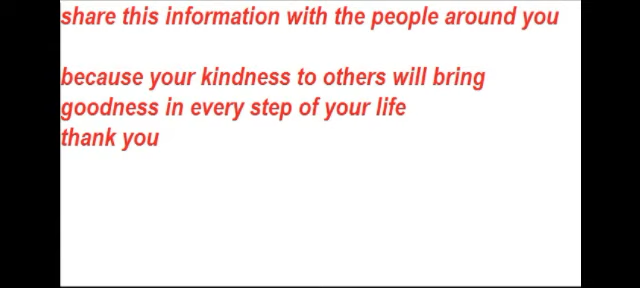 share this information with the people around you
because your kindness to others will bring
goodness in every step of your life
thank you